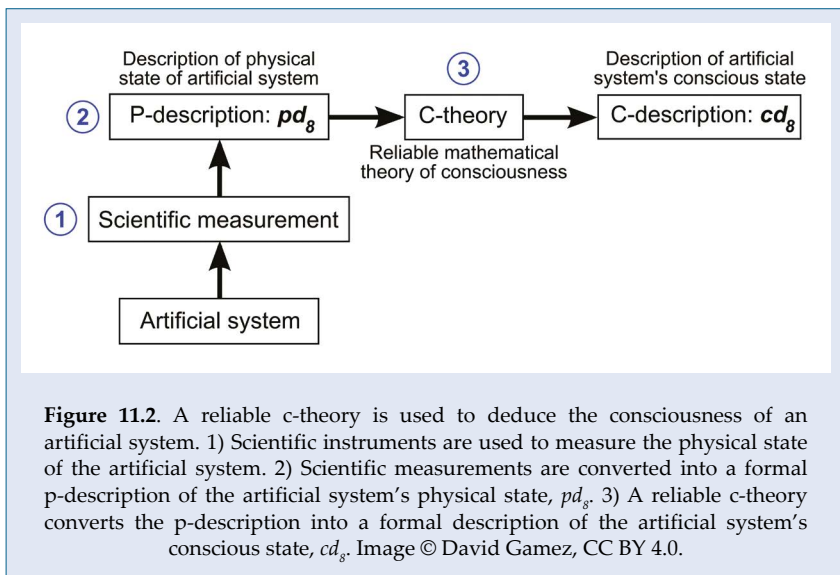 Description of physical
state of artificial system
3
Description of artificial
system's conscious state
2
P-description: pd8
C-theory
C-description: cd8
Reliable mathematical
theory of consciousness
1
Scientific measurement
Artificial system
Figure 11.2. A reliable c-theory is used to deduce the consciousness of an
artificial system. 1) Scientific instruments are used to measure the physical state
of the artificial system. 2) Scientific measurements are converted into a formal
p-description of the artificial system’s physical state, pd8. 3) A reliable c-theory
converts the p-description into a formal description of the artificial system’s
conscious state, cd8. Image © David Gamez, CC BY 4.0.